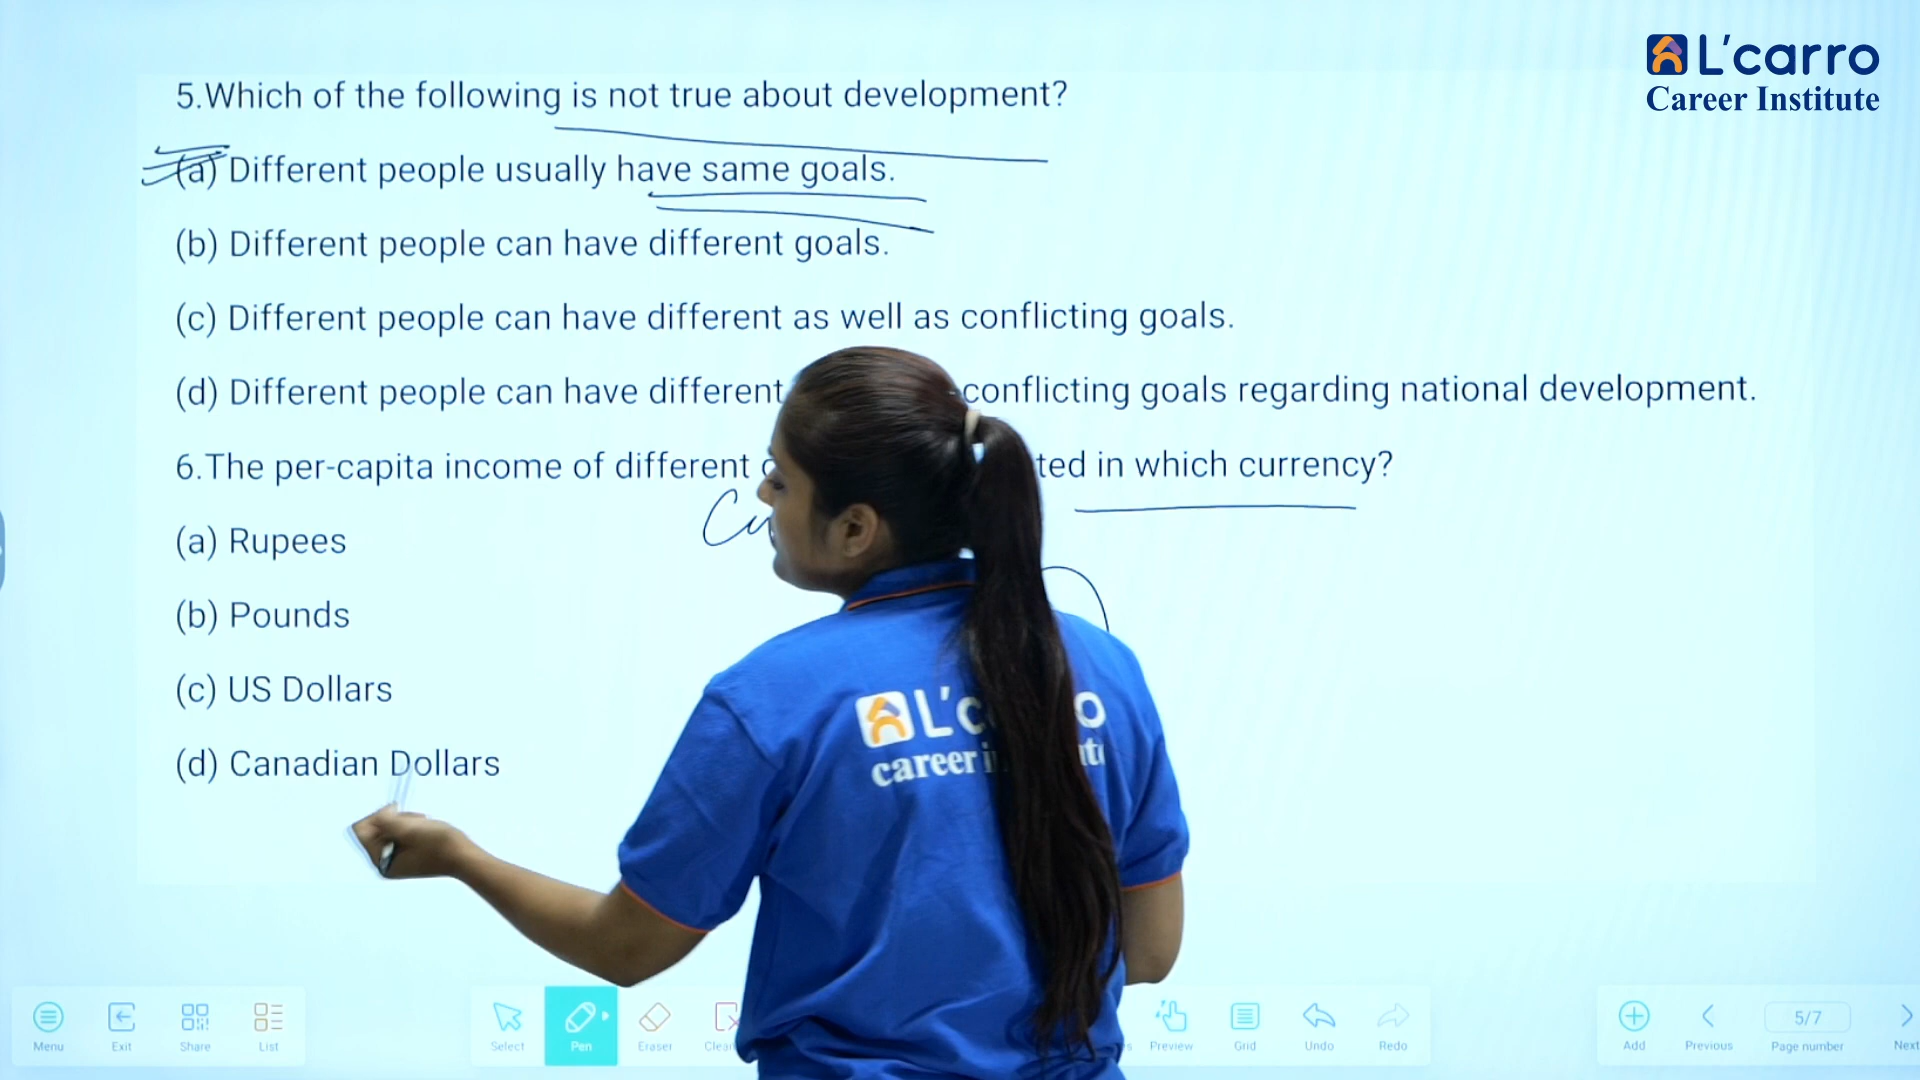 L'carro
Career Institute
5.Which of the following is not true about development?
(a) Different people usually have same goals.
(b) Different people can have different goals.
(c) Different people can have different as well as conflicting goals.
(d) Different people can have different conflicting goals regarding national development.
6.The per-capita income of different in which currency?
(a) Rupees
(b) Pounds
(c) US Dollars
(d) Canadian Dollars
L'c o
career
Menu Exit Share List Select Pen Eraser Preview Grid Undo Redo Add Previous 5/7 Page number Next